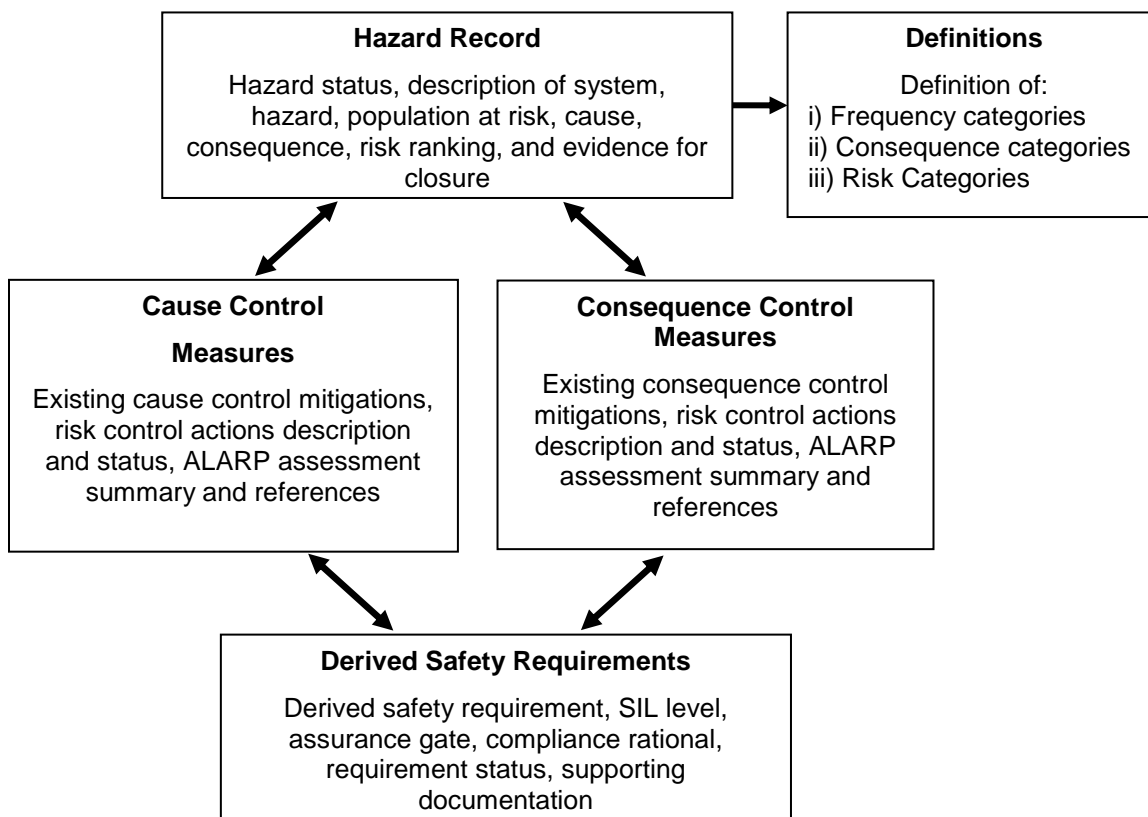 Hazard Record
Hazard status, description of system,
hazard, population at risk, cause,
consequence, risk ranking, and evidence for
closure
Definitions
Definition of:
i) Frequency categories
ii) Consequence categories
iii) Risk Categories
Cause Control
Measures
Existing cause control mitigations,
risk control actions description
and status, ALARP assessment
summary and references
Consequence Control
Measures
Existing consequence control
mitigations, risk control actions
description and status, ALARP
assessment summary and
references
Derived Safety Requirements
Derived safety requirement, SIL level,
assurance gate, compliance rational,
requirement status, supporting
documentation